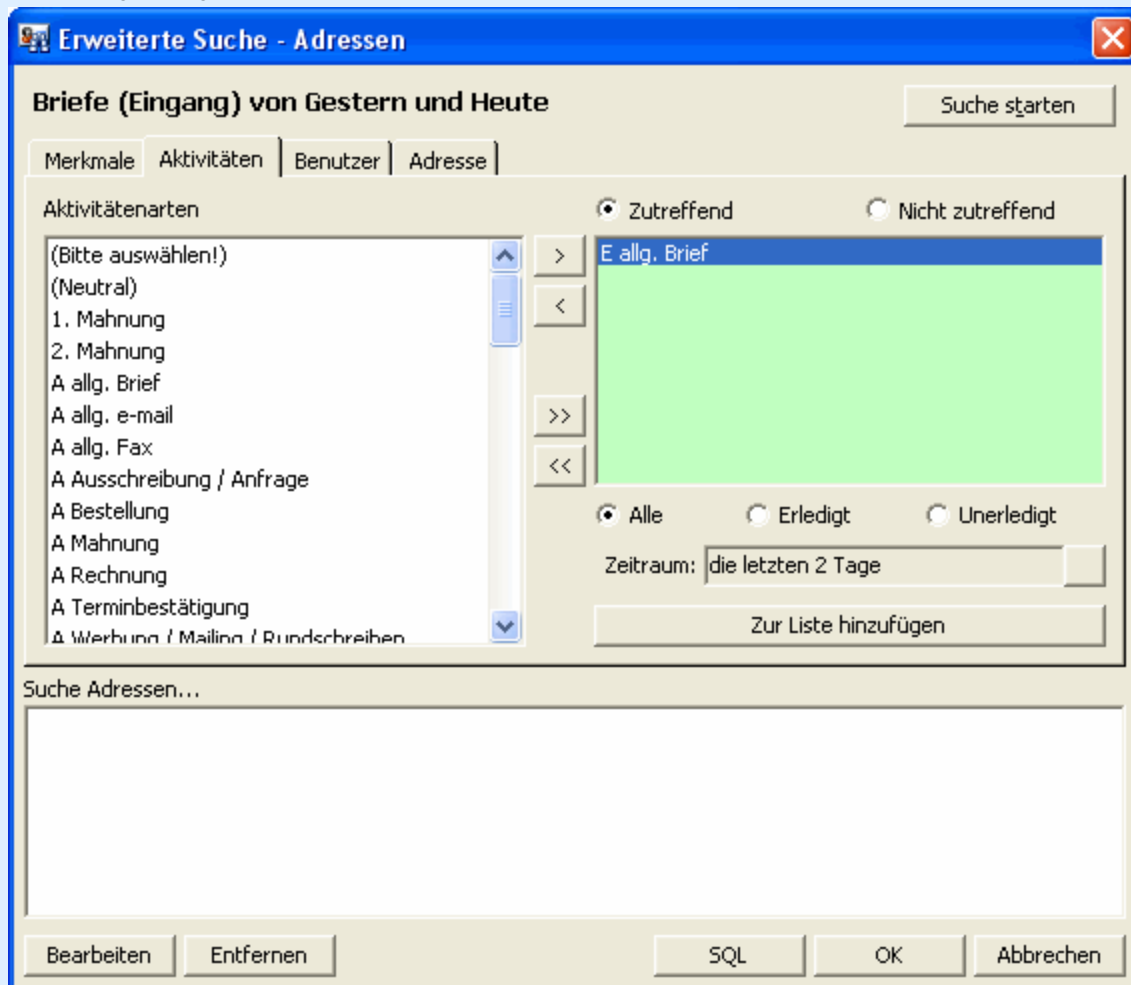 Erweiterte Suche - Adressen
Briefe (Eingang) von Gestern und Heute
Suche starten
Merkmale Aktivitäten Benutzer Adresse
Aktivitätenarten
Zutreffend Nicht zutreffend
(Bitte auswählen!)
(Neutral)
1. Mahnung
2. Mahnung
A allg. Brief
A allg. e-mail
A allg. Fax
A Ausschreibung / Anfrage
A Bestellung
A Mahnung
A Rechnung
A Terminbestätigung
A Werbung / Mailing / Rundschreiben
>
<
>>
<<
E allg. Brief
Alle Erledigt Unerledigt
Zeitraum: die letzten 2 Tage
Zur Liste hinzufügen
Suche Adressen...
Bearbeiten Entfernen SQL OK Abbrechen